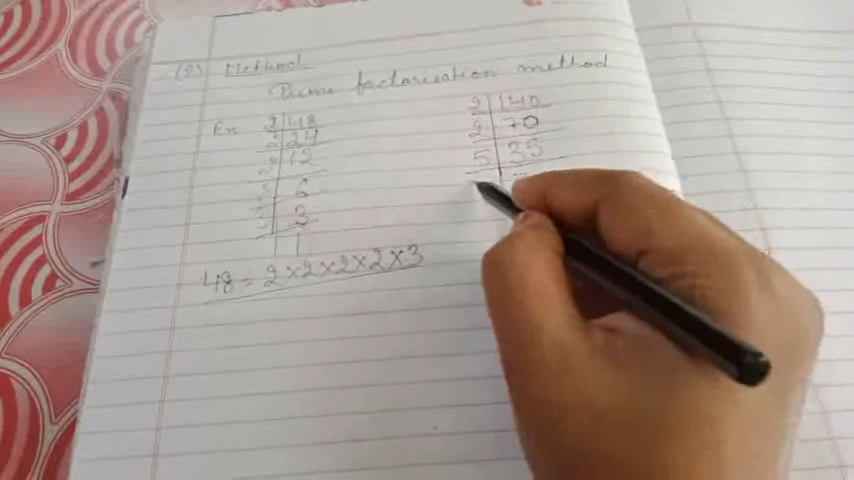 (2) Method
Prime factorisation method
Ex 2 48 2 140
2 24 2 70
2 12 5 35
2 6
3 3
1
48 = 2×2×2×2×3